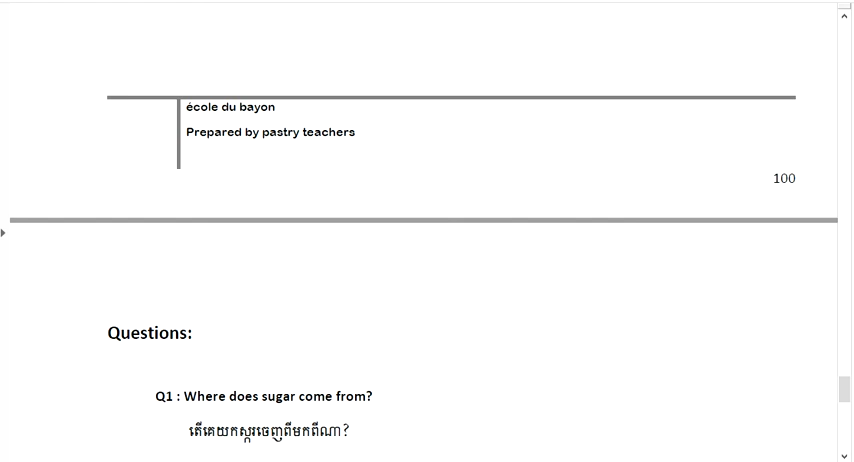 école du bayon
Prepared by pastry teachers
100
Questions:
Q1 : Where does sugar come from?
តើគេយកស្ករចេញពីមកពីណា?